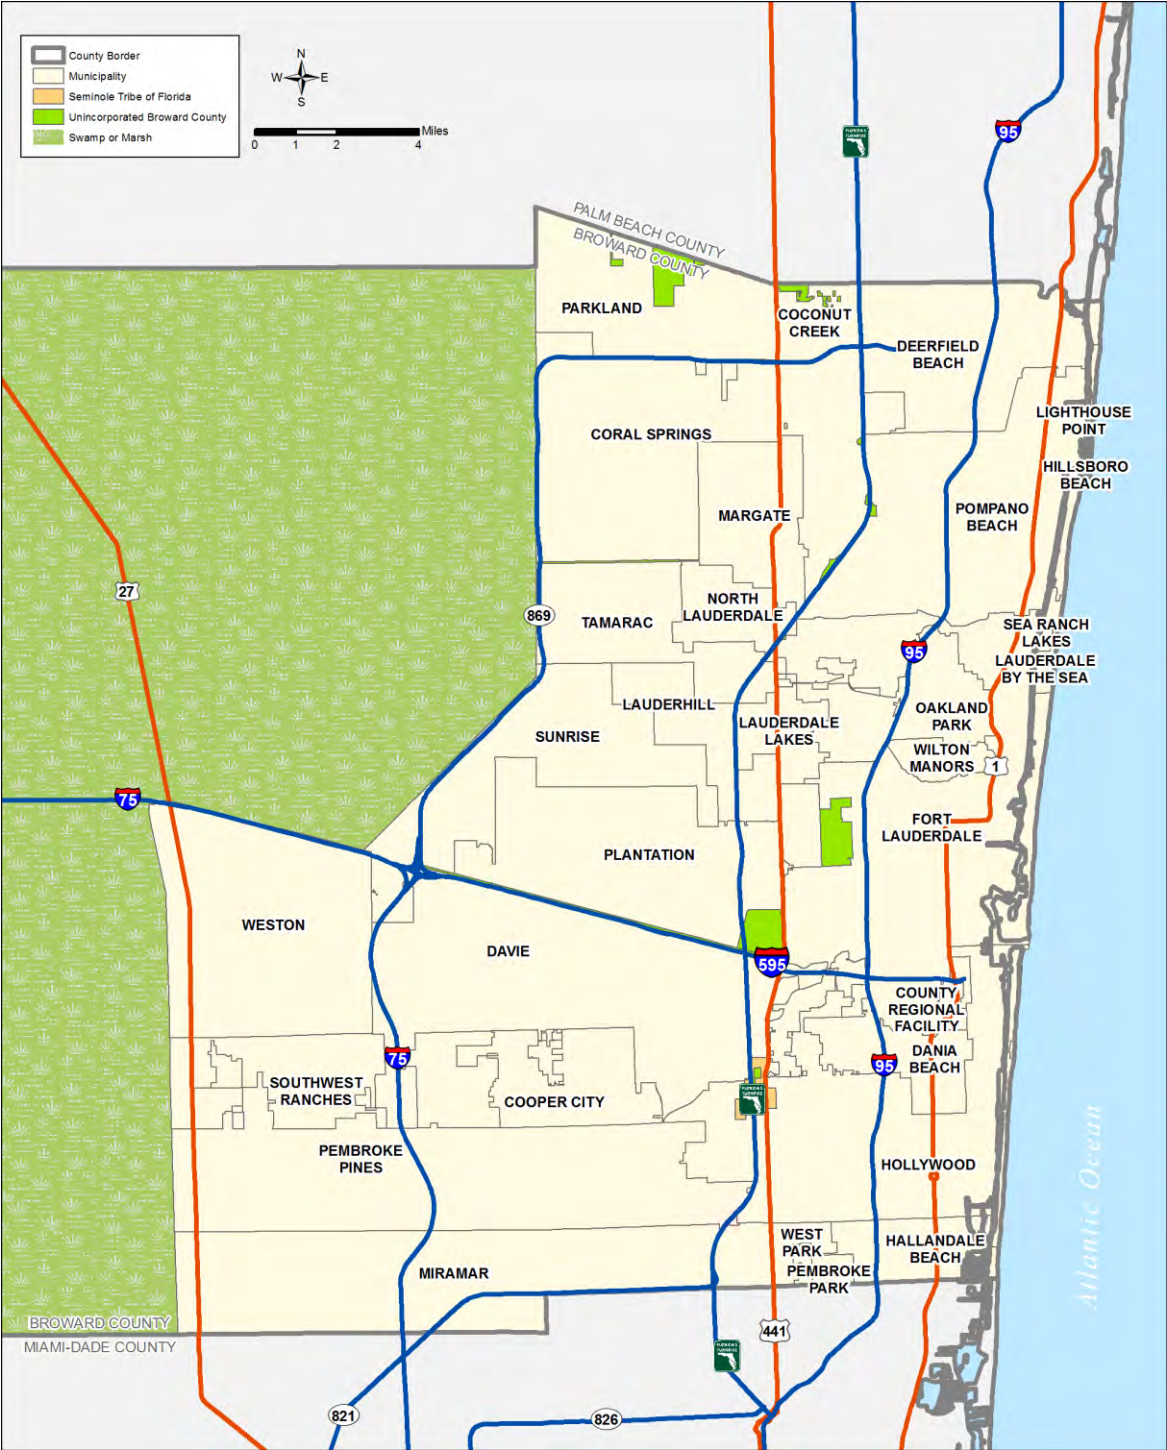 County Border
Municipality
Seminole Tribe of Florida
Unincorporated Broward County
Swamp or Marsh
N
W
E
S
Miles
0
1
2
4
95
PALM BEACH COUNTY
BROWARD COUNTY
PARKLAND
COCONUT
CREEK
DEERFIELD
BEACH
LIGHTHOUSE
POINT
CORAL SPRINGS
HILLSBORO
BEACH
MARGATE
POMPANO
BEACH
27
869
NORTH
LAUDERDALE
TAMARAC
SEA RANCH
LAKES
95
LAUDERDALE
BY THE SEA
LAUDERHILL
OAKLAND
PARK
LAUDERDALE
LAKES
SUNRISE
WILTON
MANORS
1
75
FORT
LAUDERDALE
PLANTATION
WESTON
DAVIE
595
COUNTY
REGIONAL
FACILITY
DANIA
BEACH
75
95
SOUTHWEST
RANCHES
COOPER CITY
PEMBROKE
PINES
HOLLYWOOD
Atlantic Ocean
WEST
PARK
HALLANDALE
BEACH
MIRAMAR
PEMBROKE
PARK
BROWARD COUNTY
MIAMI-DADE COUNTY
441
821
826